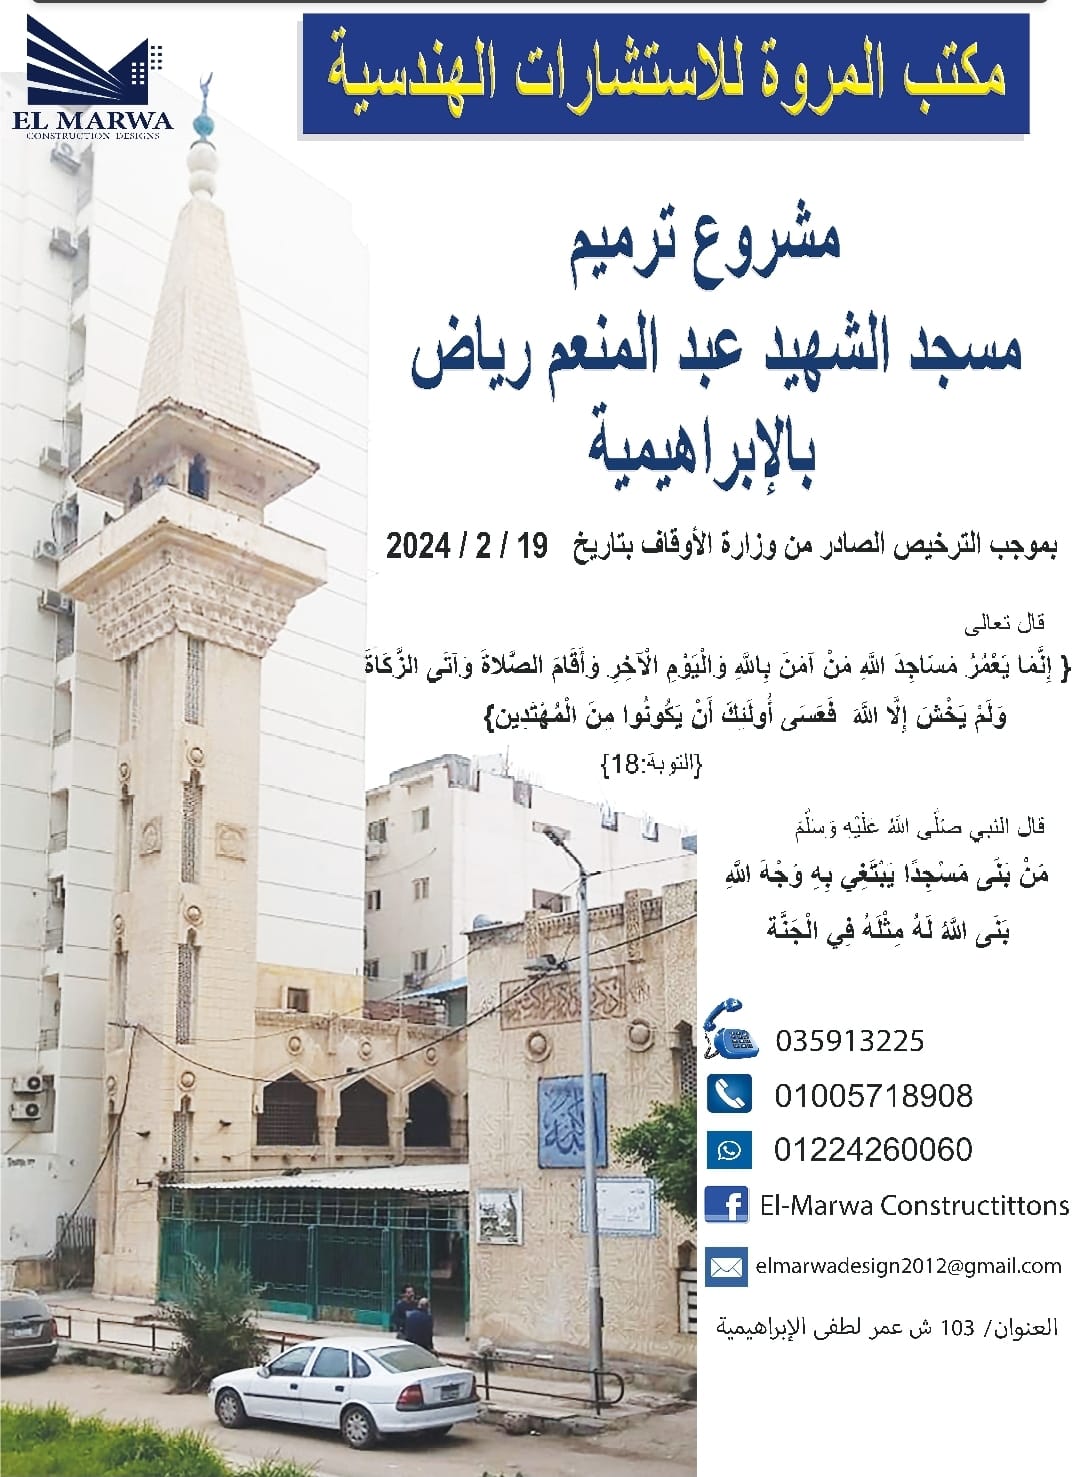 EL MARWA
CONSTRUCTION DESIGNS
مكتب المروة للاستشارات الهندسية
مشروع ترميم
مسجد الشهيد عبد المنعم رياض
بالإبراهيمية
بموجب الترخيص الصادر من وزارة الأوقاف بتاريخ 19 / 2 / 2024
قال تعالى
{ إِنَّمَا يَعْمُرُ مَسَاجِدَ اللَّهِ مَنْ آمَنَ بِاللَّهِ وَالْيَوْمِ الْآخِرِ وَأَقَامَ الصَّلاةَ وَآتَى الزَّكَاةَ
وَلَمْ يَخْشَ إِلَّا اللَّهَ فَعَسَى أُولَئِكَ أَنْ يَكُونُوا مِنَ الْمُهْتَدِين}
{التوبة:18}
قال النبي صَلَّى اللَّهُ عَلَيْهِ وَسَلَّمَ
مَنْ بَنَى مَسْجِدًا يَبْتَغِي بِهِ وَجْهَ اللَّهِ
بَنَى اللَّهُ لَهُ مِثْلَهُ فِي الْجَنَّة
035913225
01005718908
01224260060
El-Marwa Constructittons
elmarwadesign2012@gmail.com
العنوان/ 103 ش عمر لطفى الإبراهيمية